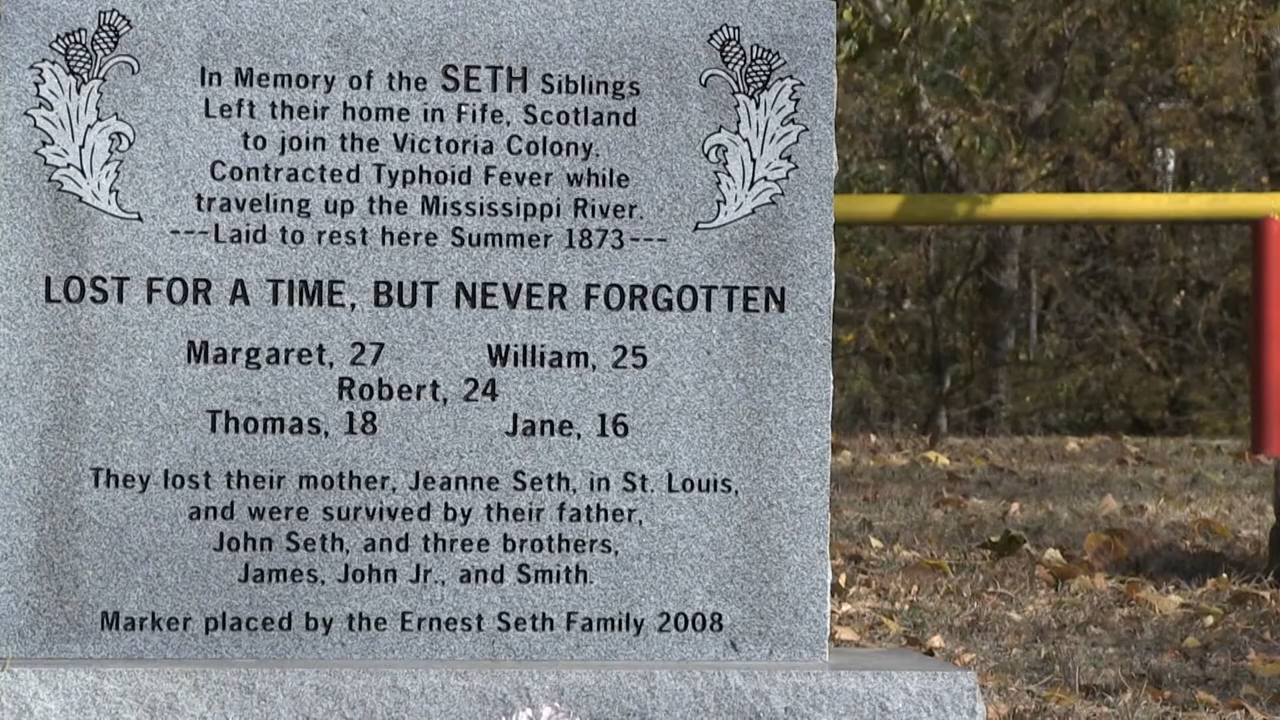 In Memory of the SETH Siblings
Left their home in Fife, Scotland
to join the Victoria Colony.
Contracted Typhoid Fever while
traveling up the Mississippi River.
---Laid to rest here Summer 1873---
LOST FOR A TIME, BUT NEVER FORGOTTEN
Margaret, 27 William, 25
Robert, 24
Thomas, 18 Jane, 16
They lost their mother, Jeanne Seth, in St. Louis,
and were survived by their father,
John Seth, and three brothers,
James, John Jr., and Smith.
Marker placed by the Ernest Seth Family 2008